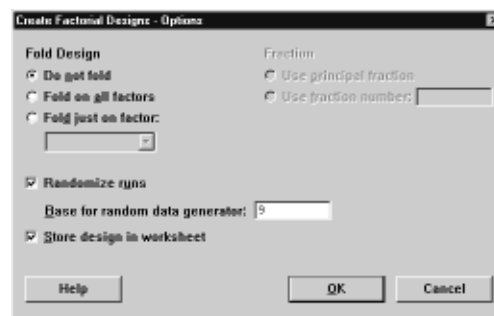 Create Factorial Designs - Options
Fold Design
Do not fold
Fold on all factors
Fold just on factor:
Fraction
Use principal fraction
Use fraction number:
Randomize runs
Base for random data generator: 9
Store design in worksheet
Help OK Cancel